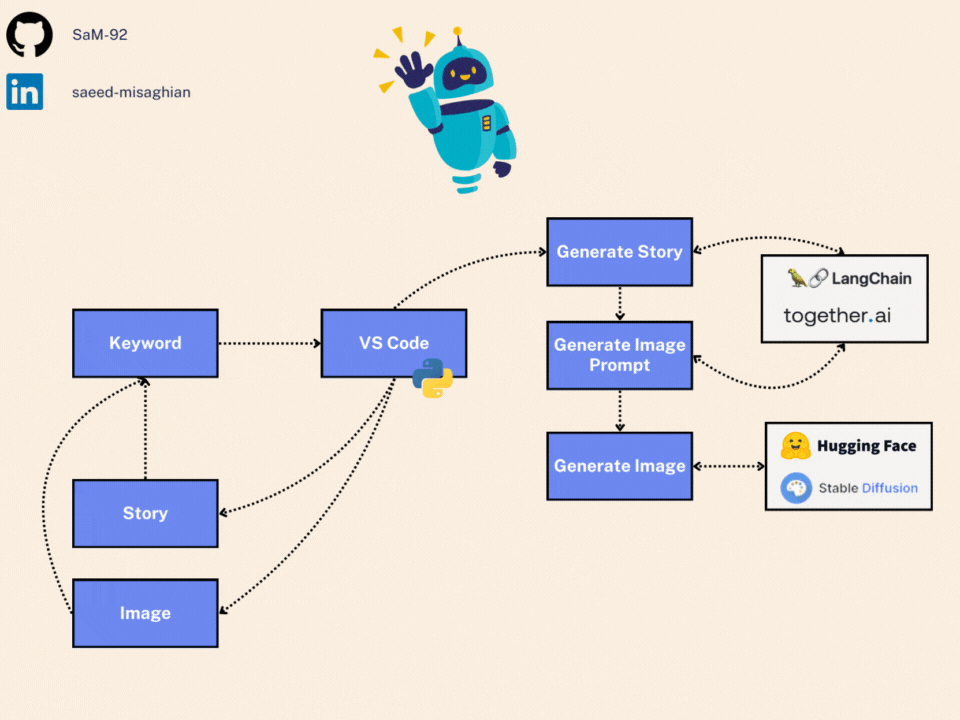 SaM-92
in
saeed-misaghian
Generate Story
LangChain
together.ai
Keyword
VS Code
Generate Image
Prompt
Generate Image
Hugging Face
Stable Diffusion
Story
Image